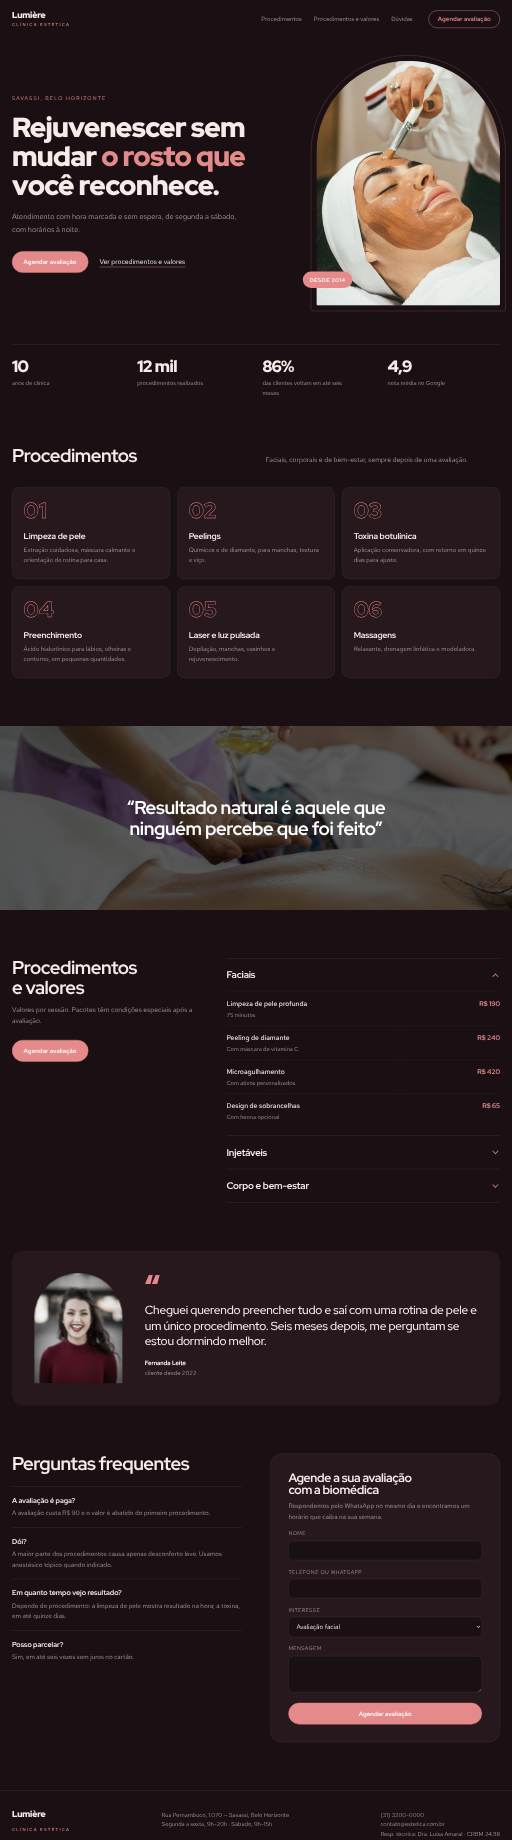 Lumière
CLÍNICA ESTÉTICA
Procedimentos
Procedimentos e valores
Dúvidas
Agendar avaliação
SAVASSI, BELO HORIZONTE
Rejuvenescer sem
mudar o rosto que
você reconhece.
Atendimento com hora marcada e sem espera, de segunda a sábado,
com horários à noite.
Agendar avaliação
Ver procedimentos e valores
DESDE 2014
10
anos de clínica
12 mil
procedimentos realizados
86%
das clientes voltam em até seis
meses
4,9
nota média no Google
Procedimentos
Faciais, corporais e de bem-estar, sempre depois de uma avaliação.
01
Limpeza de pele
Extração cuidadosa, máscara calmante e
orientação de rotina para casa.
02
Peelings
Químicos e de diamante, para manchas, textura
e viço.
03
Toxina botulínica
Aplicação conservadora, com retorno em quinze
dias para ajuste.
04
Preenchimento
Ácido hialurônico para lábios, olheiras e
contorno, em pequenas quantidades.
05
Laser e luz pulsada
Depilação, manchas, vasinhos e
rejuvenescimento.
06
Massagens
Relaxante, drenagem linfática e modeladora.
“Resultado natural é aquele que
ninguém percebe que foi feito”
Procedimentos
e valores
Valores por sessão. Pacotes têm condições especiais após a
avaliação.
Agendar avaliação
Faciais
Limpeza de pele profunda
R$ 190
75 minutos
Peeling de diamante
R$ 240
Com máscara de vitamina C
Microagulhamento
R$ 420
Com ativos personalizados
Design de sobrancelhas
R$ 65
Com henna opcional
Injetáveis
Corpo e bem-estar
“
Cheguei querendo preencher tudo e saí com uma rotina de pele e
um único procedimento. Seis meses depois, me perguntam se
estou dormindo melhor.
Fernanda Leite
cliente desde 2022
Perguntas frequentes
A avaliação é paga?
A avaliação custa R$ 90 e o valor é abatido do primeiro procedimento.
Dói?
A maior parte dos procedimentos causa apenas desconforto leve. Usamos
anestésico tópico quando indicado.
Em quanto tempo vejo resultado?
Depende do procedimento: a limpeza de pele mostra resultado na hora; a toxina,
em até quinze dias.
Posso parcelar?
Sim, em até seis vezes sem juros no cartão.
Agende a sua avaliação
com a biomédica
Respondemos pelo WhatsApp no mesmo dia e encontramos um
horário que caiba na sua semana.
NOME
TELEFONE OU WHATSAPP
INTERESSE
Avaliação facial
MENSAGEM
Agendar avaliação
Lumière
CLÍNICA ESTÉTICA
Rua Pernambuco, 1.070 — Savassi, Belo Horizonte
Segunda a sexta, 9h–20h · Sábado, 9h–15h
(31) 3200-0000
contato@estetica.com.br
Resp. técnica: Dra. Luísa Amaral · CRBM